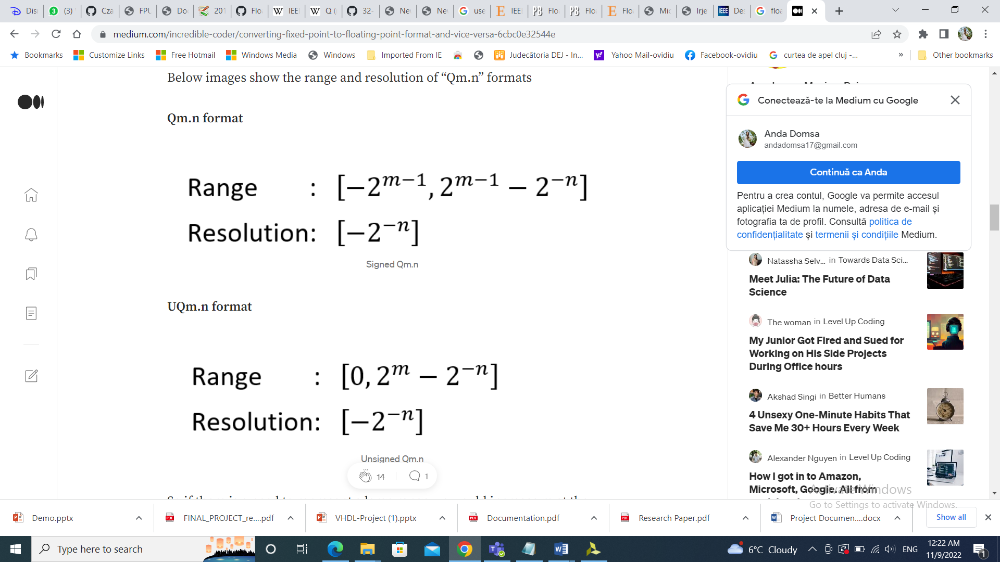 Dis
(3)
Cza
FPU
Do
201
Flo
IEEI
Q (
32-
Ne
Ne
use
IEEI
Flo
Flo
Flo
Mic
Irje
IEEE
De
floa
medium.com/incredible-coder/converting-fixed-point-to-floating-point-format-and-vice-versa-6cbc0e32544e
Bookmarks
Customize Links
Free Hotmail
Windows Media
Windows
Imported From IE
Judecătoria DEJ - In...
Yahoo Mail-ovidiu
Facebook-ovidiu
curtea de apel cluj -...
»
Other bookmarks
Below images show the range and resolution of “Qm.n” formats
Qm.n format
Range : [−2^{m−1}, 2^{m−1} − 2^{−n}]
Resolution: [−2^{−n}]
Signed Qm.n
UQm.n format
Range : [0, 2^m − 2^{−n}]
Resolution: [−2^{−n}]
Unsigned Qm.n
14
1
Conectează-te la Medium cu Google
Anda Domsa
andadomsa17@gmail.com
Continuă ca Anda
Pentru a crea contul, Google va permite accesul
aplicației Medium la numele, adresa de e-mail și
fotografia ta de profil. Consultă politica de
confidențialitate și termenii și condițiile Medium.
Natassha Selv... in Towards Data Sci...
Meet Julia: The Future of Data
Science
The woman in Level Up Coding
My Junior Got Fired and Sued for
Working on His Side Projects
During Office hours
Akshad Singi in Better Humans
4 Unsexy One-Minute Habits That
Save Me 30+ Hours Every Week
Alexander Nguyen in Level Up Coding
How I got in to Amazon,
Microsoft, Google. All from
Activate Windows
Go to Settings to activate Windows.
Demo.pptx
FINAL_PROJECT_re....pdf
VHDL-Project (1).pptx
Documentation.pdf
Research Paper.pdf
Project Documen....docx
Show all
Type here to search
6°C Cloudy
ENG
12:22 AM
11/9/2022
1